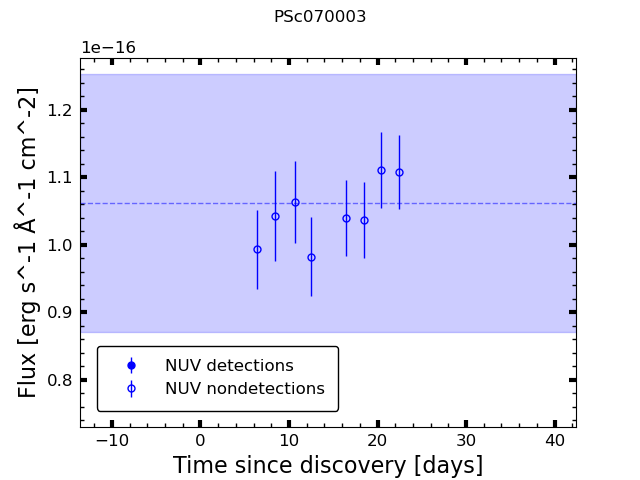 PSc070003
1e−16
1.2
1.1
1.0
0.9
0.8
Flux [erg s^-1 Å^-1 cm^-2]
NUV detections
NUV nondetections
−10 0 10 20 30 40
Time since discovery [days]